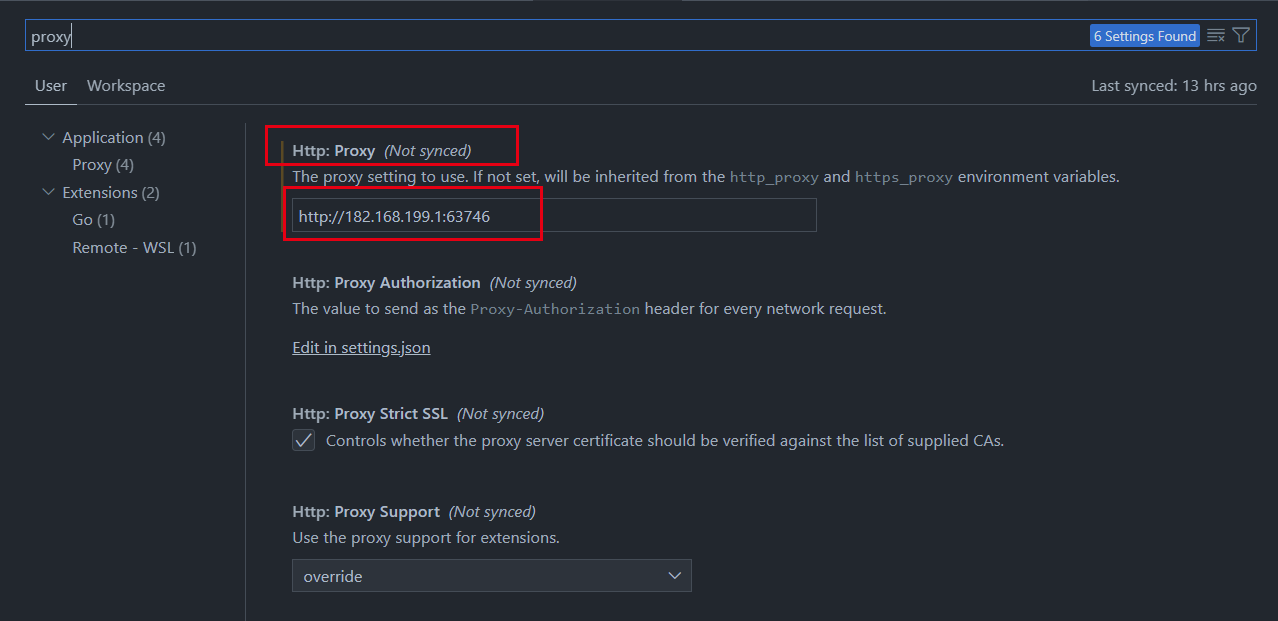 proxy
6 Settings Found
User
Workspace
Last synced: 13 hrs ago
Application (4)
Proxy (4)
Extensions (2)
Go (1)
Remote - WSL (1)
Http: Proxy (Not synced)
The proxy setting to use. If not set, will be inherited from the http_proxy and https_proxy environment variables.
http://182.168.199.1:63746
Http: Proxy Authorization (Not synced)
The value to send as the Proxy-Authorization header for every network request.
Edit in settings.json
Http: Proxy Strict SSL (Not synced)
Controls whether the proxy server certificate should be verified against the list of supplied CAs.
Http: Proxy Support (Not synced)
Use the proxy support for extensions.
override